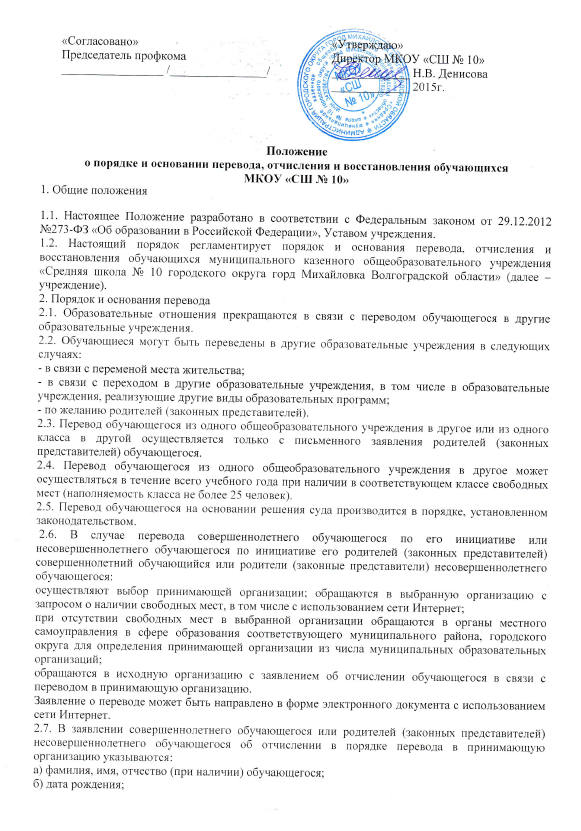 «Согласовано»
Председатель профкома
________________ /________________/
«Утверждаю»
Директор МКОУ «СШ № 10»
Н.В. Денисова
2015г.
«СШ
№ 10»
Положение
о порядке и основании перевода, отчисления и восстановления обучающихся
МКОУ «СШ № 10»
1. Общие положения
1.1. Настоящее Положение разработано в соответствии с Федеральным законом от 29.12.2012
№273-ФЗ «Об образовании в Российской Федерации», Уставом учреждения.
1.2. Настоящий порядок регламентирует порядок и основания перевода, отчисления и
восстановления обучающихся муниципального казенного общеобразовательного учреждения
«Средняя школа № 10 городского округа горд Михайловка Волгоградской области» (далее –
учреждение).
2. Порядок и основания перевода
2.1. Образовательные отношения прекращаются в связи с переводом обучающегося в другие
образовательные учреждения.
2.2. Обучающиеся могут быть переведены в другие образовательные учреждения в следующих
случаях:
- в связи с переменой места жительства;
- в связи с переходом в другие образовательные учреждения, в том числе в образовательные
учреждения, реализующие другие виды образовательных программ;
- по желанию родителей (законных представителей).
2.3. Перевод обучающегося из одного общеобразовательного учреждения в другое или из одного
класса в другой осуществляется только с письменного заявления родителей (законных
представителей) обучающегося.
2.4. Перевод обучающегося из одного общеобразовательного учреждения в другое может
осуществляться в течение всего учебного года при наличии в соответствующем классе свободных
мест (наполняемость класса не более 25 человек).
2.5. Перевод обучающегося на основании решения суда производится в порядке, установленном
законодательством.
2.6. В случае перевода совершеннолетнего обучающегося по его инициативе или
несовершеннолетнего обучающегося по инициативе его родителей (законных представителей)
совершеннолетний обучающийся или родители (законные представители) несовершеннолетнего
обучающегося:
осуществляют выбор принимающей организации; обращаются в выбранную организацию с
запросом о наличии свободных мест, в том числе с использованием сети Интернет;
при отсутствии свободных мест в выбранной организации обращаются в органы местного
самоуправления в сфере образования соответствующего муниципального района, городского
округа для определения принимающей организации из числа муниципальных образовательных
организаций;
обращаются в исходную организацию с заявлением об отчислении обучающегося в связи с
переводом в принимающую организацию.
Заявление о переводе может быть направлено в форме электронного документа с использованием
сети Интернет.
2.7. В заявлении совершеннолетнего обучающегося или родителей (законных представителей)
несовершеннолетнего обучающегося об отчислении в порядке перевода в принимающую
организацию указываются:
а) фамилия, имя, отчество (при наличии) обучающегося;
б) дата рождения;